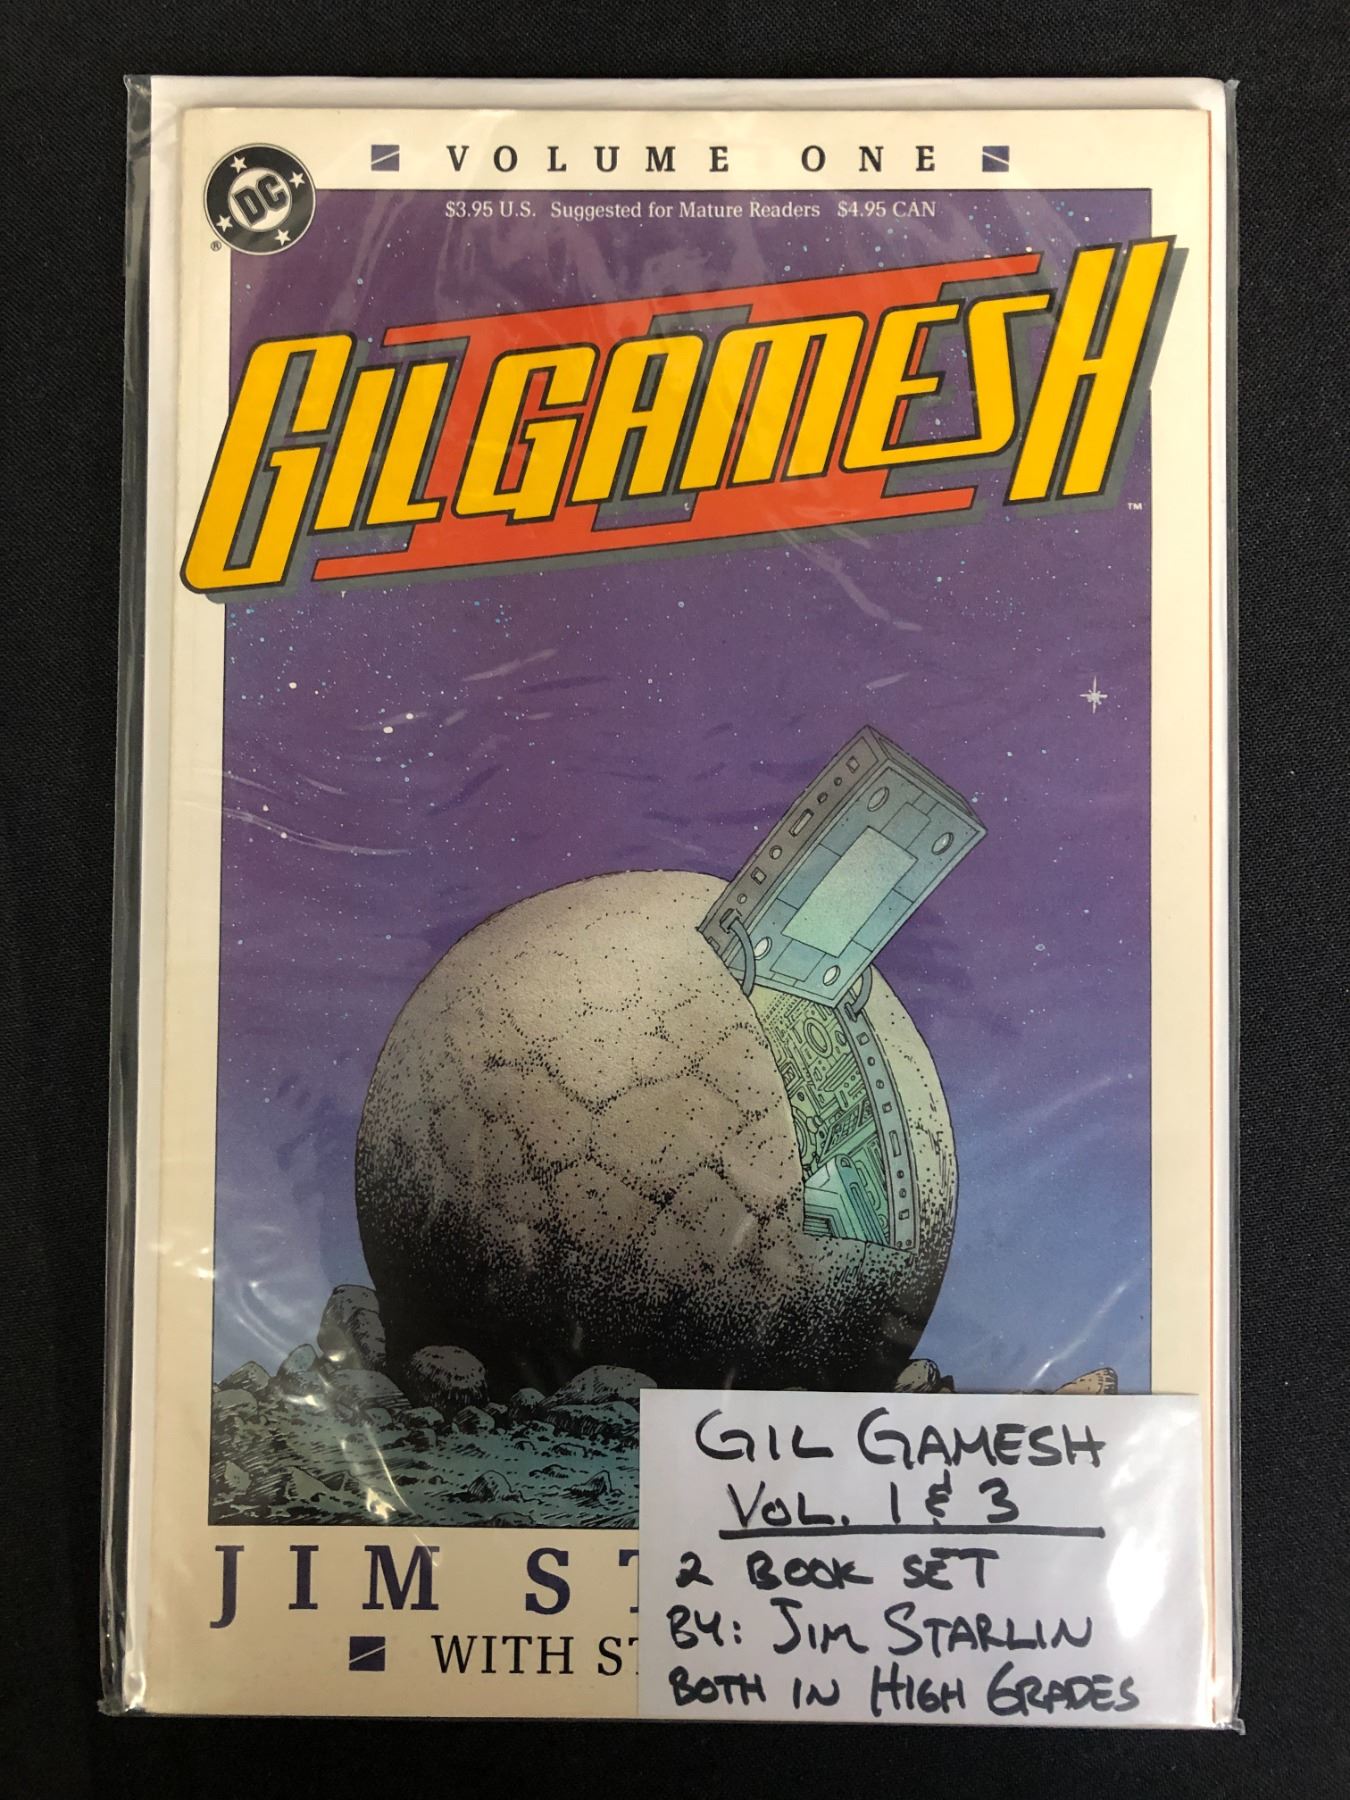 VOLUME ONE
DC
®
$3.95 U.S. Suggested for Mature Readers $4.95 CAN
GILGAMESH II
™
JIM ST
WITH ST
GIL GAMESH
VOL. 1 & 3
2 BOOK SET
BY: JIM STARLIN
BOTH IN HIGH GRADES